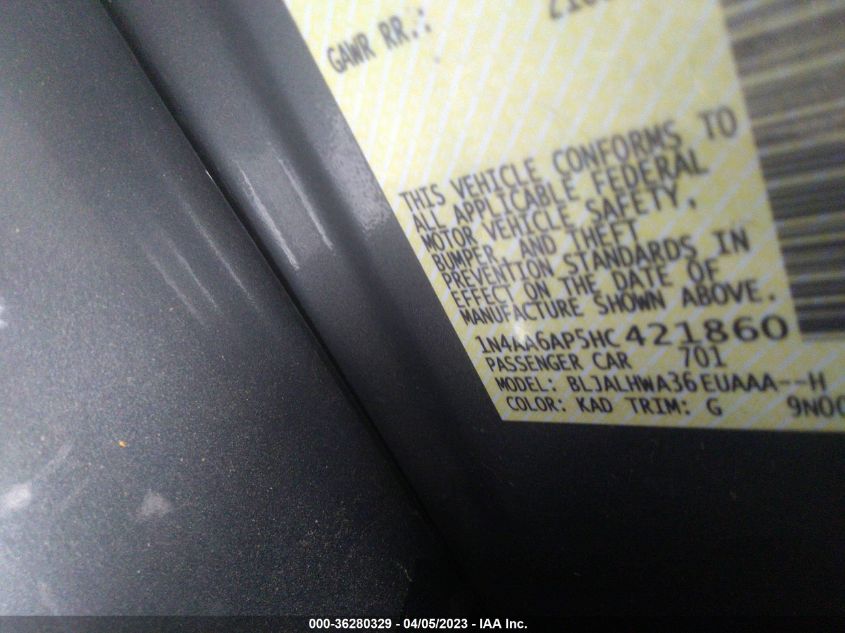 GAWR RR.:
THIS VEHICLE CONFORMS TO
ALL APPLICABLE FEDERAL
MOTOR VEHICLE SAFETY,
BUMPER, AND THEFT
PREVENTION STANDARDS IN
EFFECT ON THE DATE OF
MANUFACTURE SHOWN ABOVE.
1N4AA6AP5HC421860
PASSENGER CAR 701
MODEL: BLJALHWA36EUAAA--H
COLOR: KAD TRIM: G 9N0C
000-36280329 - 04/05/2023 - IAA Inc.